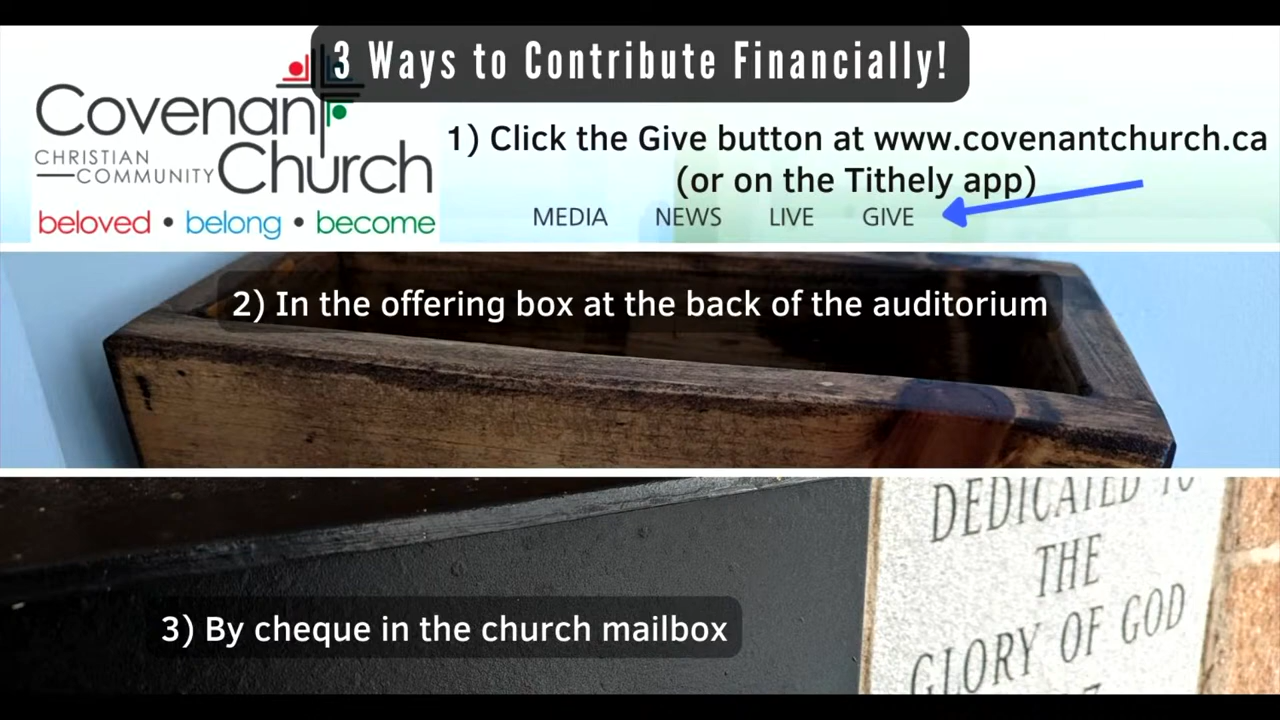 3 Ways to Contribute Financially!
Covenant
CHRISTIAN
COMMUNITY
Church
beloved • belong • become
1) Click the Give button at www.covenantchurch.ca
(or on the Tithely app)
MEDIA NEWS LIVE GIVE
2) In the offering box at the back of the auditorium
3) By cheque in the church mailbox
DEDICATED TO
THE
GLORY OF GOD